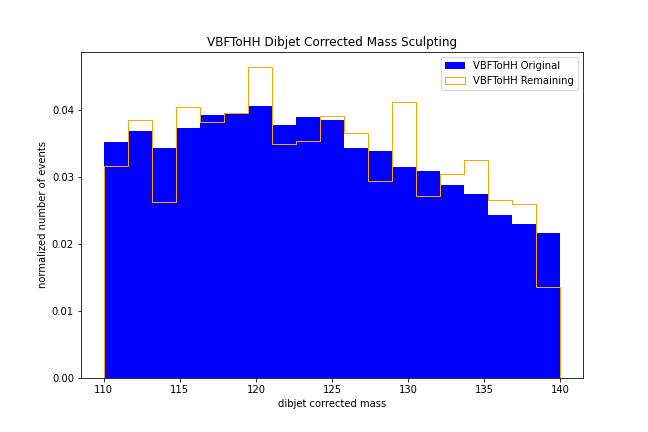 VBFToHH Dibjet Corrected Mass Sculpting
VBFToHH Original
VBFToHH Remaining
normalized number of events
0.04
0.03
0.02
0.01
0.00
110 115 120 125 130 135 140
dibjet corrected mass